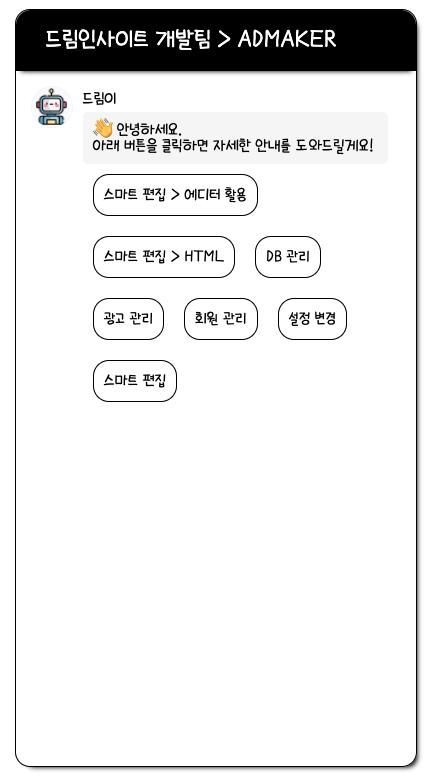 드림인사이트 개발팀 > ADMAKER
드림이
👋 안녕하세요.
아래 버튼을 클릭하면 자세한 안내를 도와드릴게요!
스마트 편집 > 에디터 활용
스마트 편집 > HTML
DB 관리
광고 관리
회원 관리
설정 변경
스마트 편집